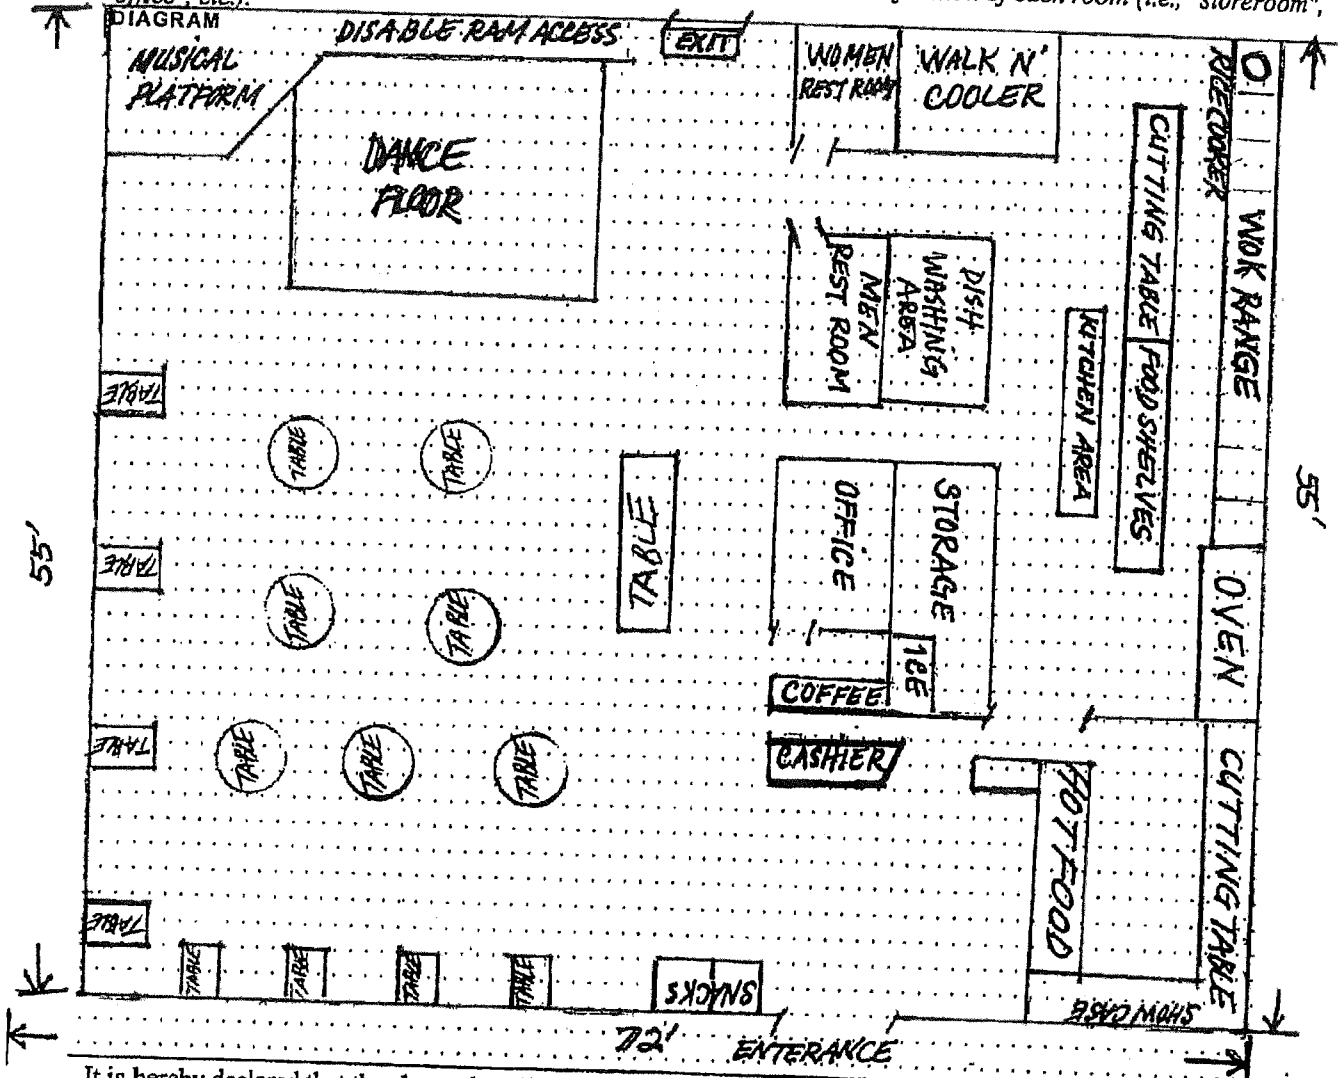 each room (i.e., "storeroom",
DIAGRAM
MUSICAL
PLATFORM
DISABLE RAM ACCESS
EXIT
WOMEN
REST ROOM
WALK N'
COOLER
RICE COOKER
DANCE
FLOOR
CUTTING TABLE
WOK RANGE
MEN
REST ROOM
DISH
WASHING
AREA
KITCHEN AREA
FOOD SHELVES
TABLE
TABLE
TABLE
TABLE
OFFICE
STORAGE
55'
55'
TABLE
TABLE
TABLE
OVEN
ICE
COFFEE
TABLE
TABLE
TABLE
TABLE
CASHIER
HOT FOOD
CUTTING TABLE
TABLE
TABLE
TABLE
TABLE
TABLE
SNACKS
SHOW CASE
72'
ENTERANCE